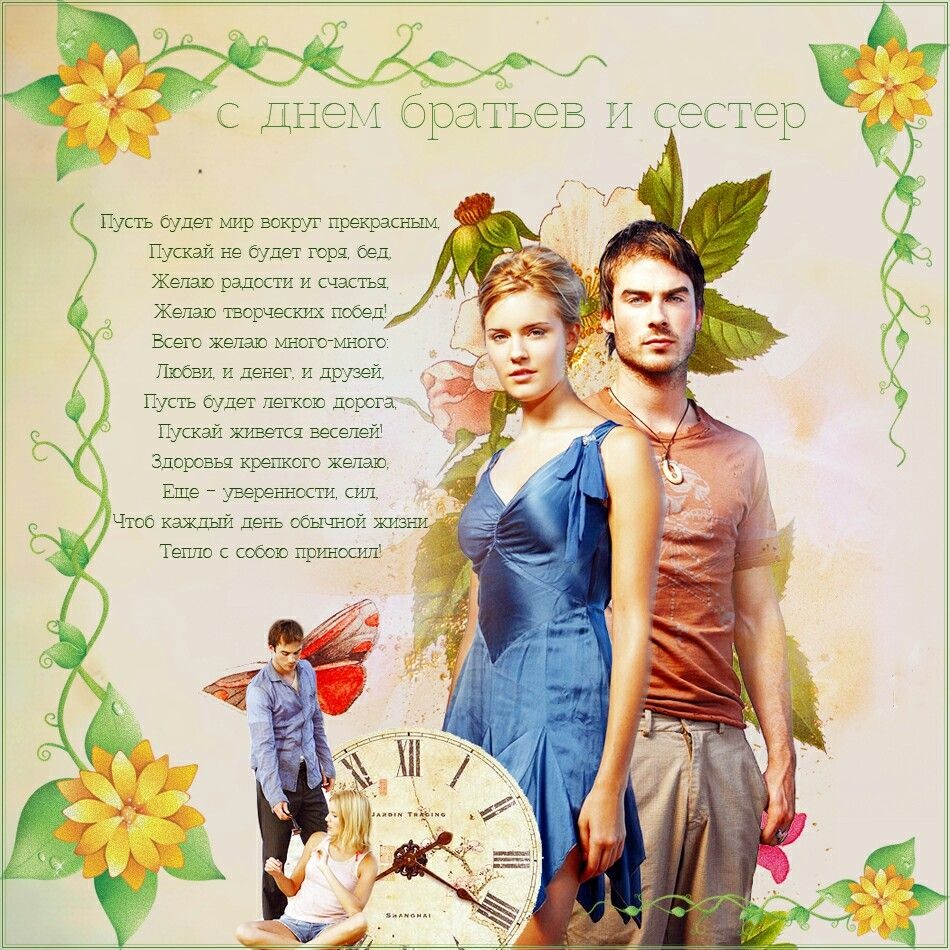 с днем братьев и сестер
Пусть будет мир вокруг прекрасным,
Пускай не будет горя, бед,
Желаю радости и счастья,
Желаю творческих побед!
Всего желаю много-много:
Любви, и денег, и друзей,
Пусть будет легкою дорога,
Пускай живется веселей!
Здоровья крепкого желаю,
Еще - уверенности, сил,
Чтоб каждый день обычной жизни
Тепло с собою приносил!
XII
I
Jardin Trading
Shanghai